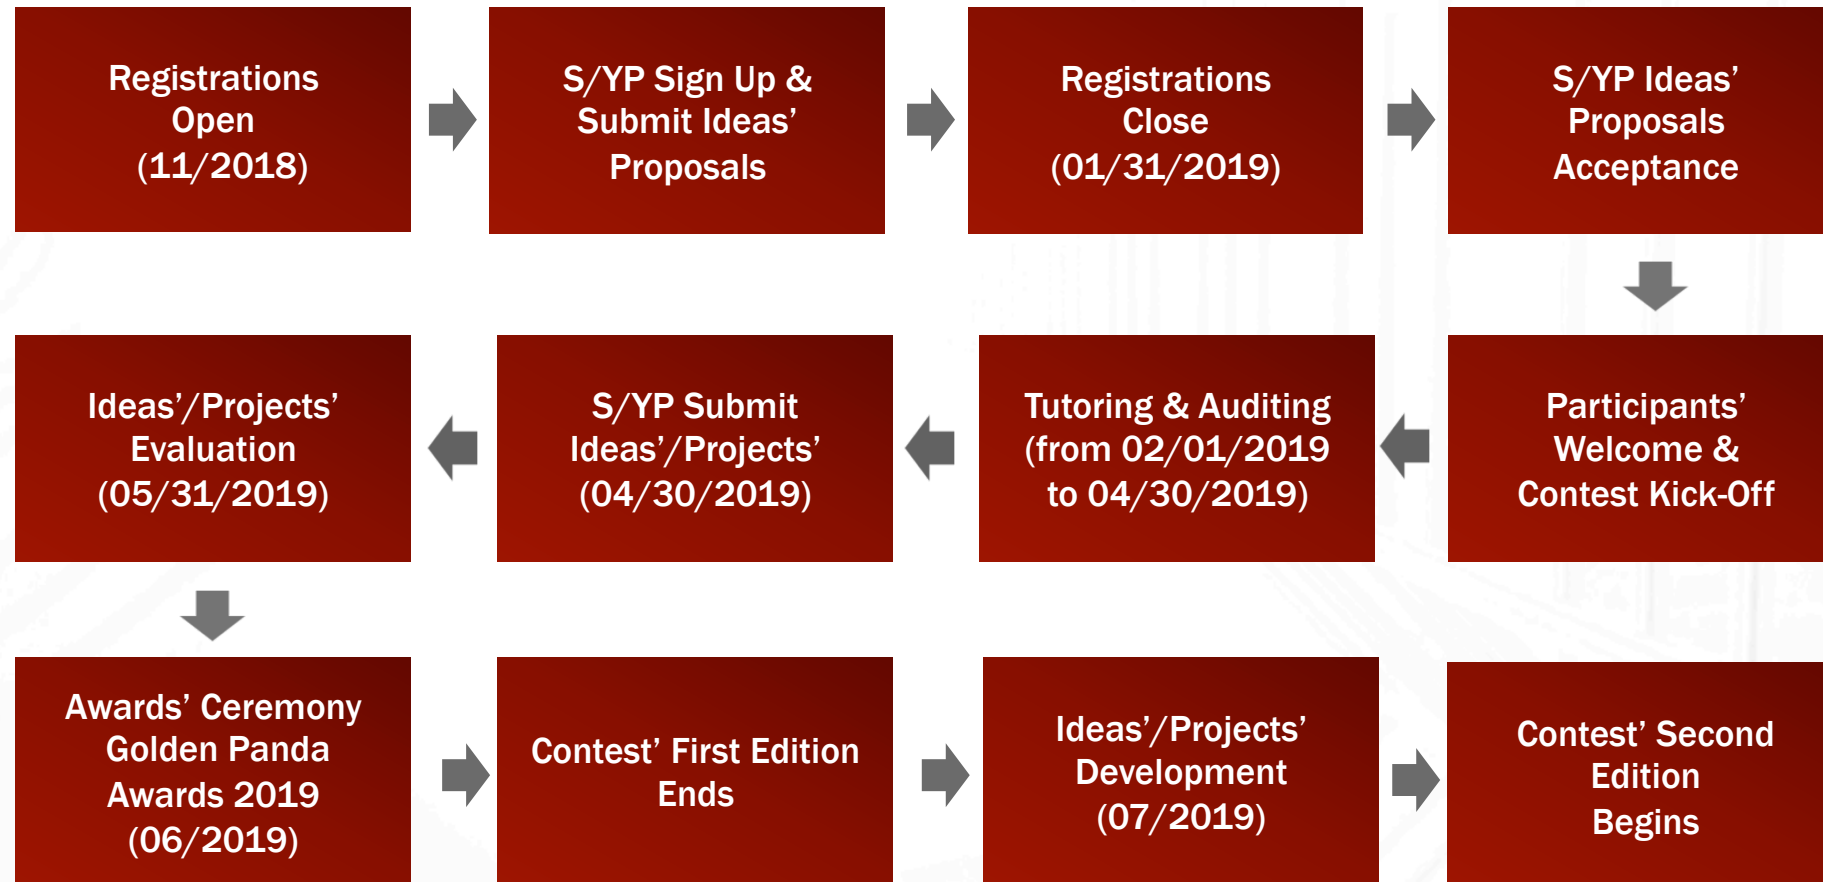 Registrations
Open
(11/2018)
S/YP Sign Up &
Submit Ideas’
Proposals
Registrations
Close
(01/31/2019)
S/YP Ideas’
Proposals
Acceptance
Participants’
Welcome &
Contest Kick-Off
Tutoring & Auditing
(from 02/01/2019
to 04/30/2019)
S/YP Submit
Ideas’/Projects’
(04/30/2019)
Ideas’/Projects’
Evaluation
(05/31/2019)
Awards’ Ceremony
Golden Panda
Awards 2019
(06/2019)
Contest’ First Edition
Ends
Ideas’/Projects’
Development
(07/2019)
Contest’ Second
Edition
Begins